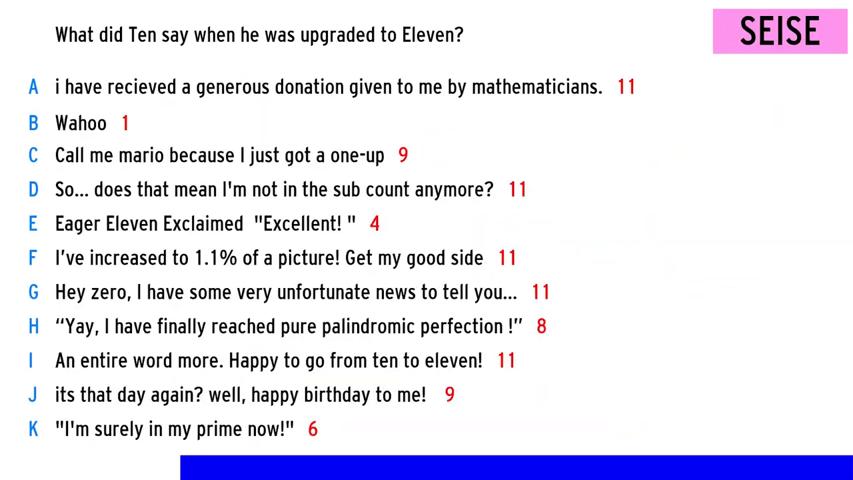 What did Ten say when he was upgraded to Eleven?
SEISE
A i have recieved a generous donation given to me by mathematicians. 11
B Wahoo 1
C Call me mario because I just got a one-up 9
D So... does that mean I'm not in the sub count anymore? 11
E Eager Eleven Exclaimed "Excellent! " 4
F I've increased to 1.1% of a picture! Get my good side 11
G Hey zero, I have some very unfortunate news to tell you... 11
H “Yay, I have finally reached pure palindromic perfection !” 8
I An entire word more. Happy to go from ten to eleven! 11
J its that day again? well, happy birthday to me! 9
K "I'm surely in my prime now!" 6